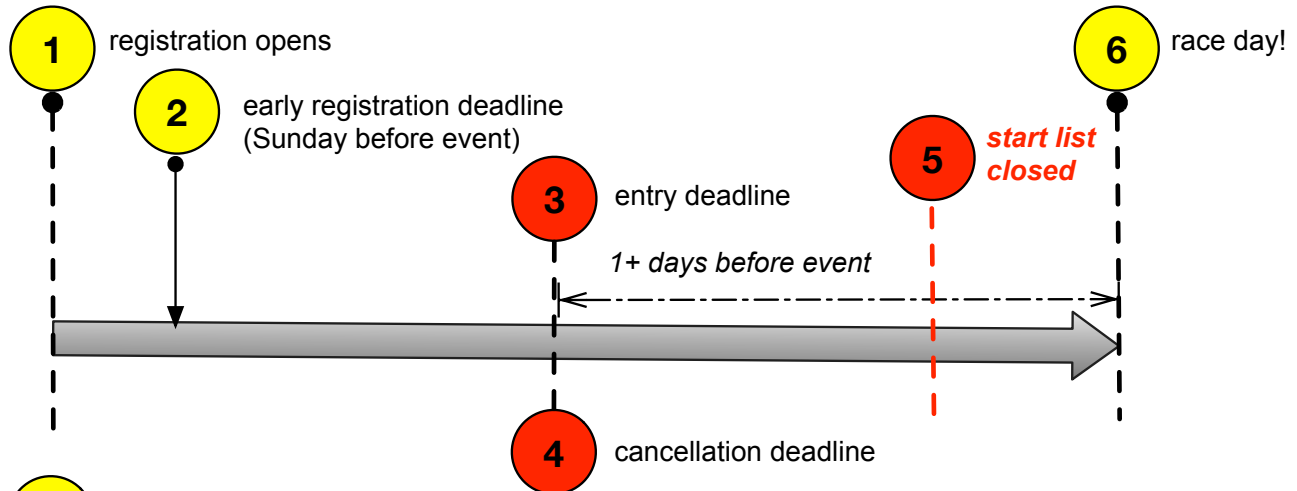 1
registration opens
2
early registration deadline
(Sunday before event)
3
entry deadline
1+ days before event
4
cancellation deadline
5
start list
closed
6
race day!